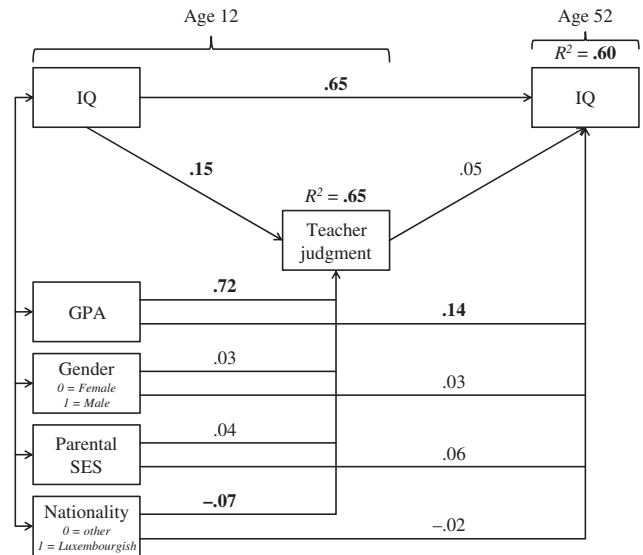 Age 12
Age 52
R² = .60
IQ
.65
IQ
.15
.05
R² = .65
Teacher
judgment
.72
GPA
.14
.03
Gender
0 = Female
1 = Male
.03
.04
Parental
SES
.06
–.07
Nationality
0 = other
1 = Luxembourgish
–.02